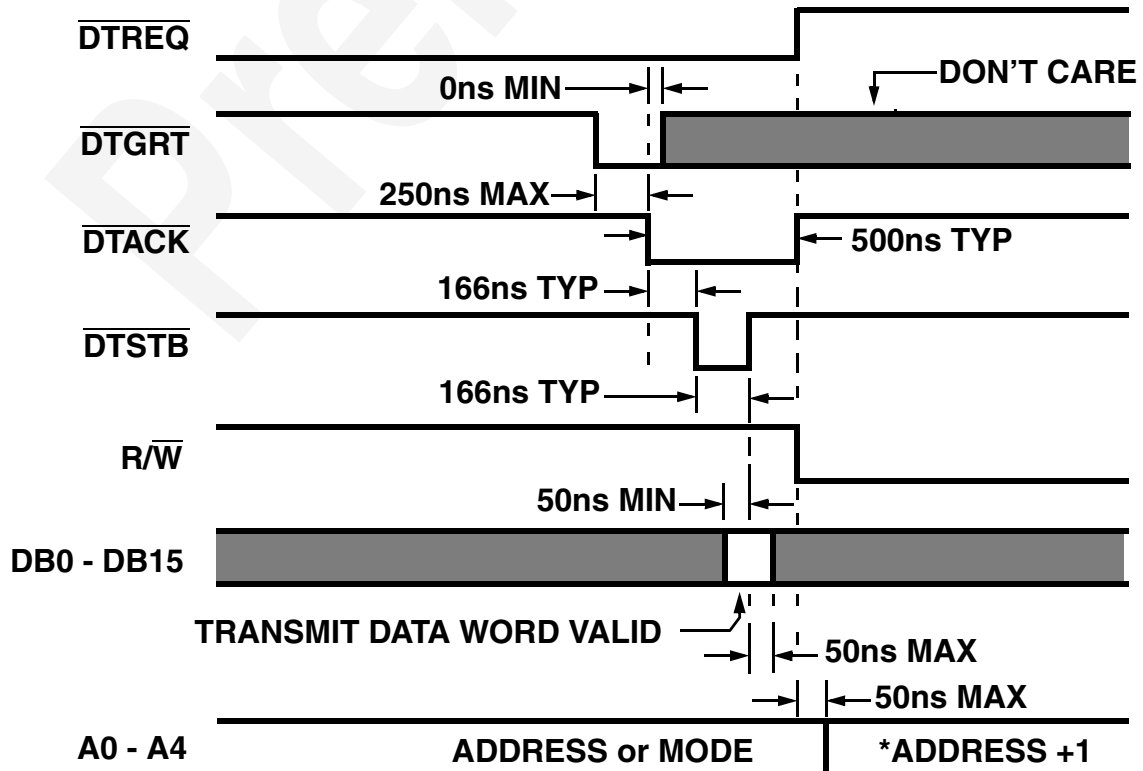 Pre
DTREQ
0ns MIN
DON'T CARE
DTGRT
250ns MAX
DTACK
500ns TYP
166ns TYP
DTSTB
166ns TYP
R/W
50ns MIN
DB0 - DB15
TRANSMIT DATA WORD VALID
50ns MAX
50ns MAX
A0 - A4
ADDRESS or MODE
*ADDRESS +1